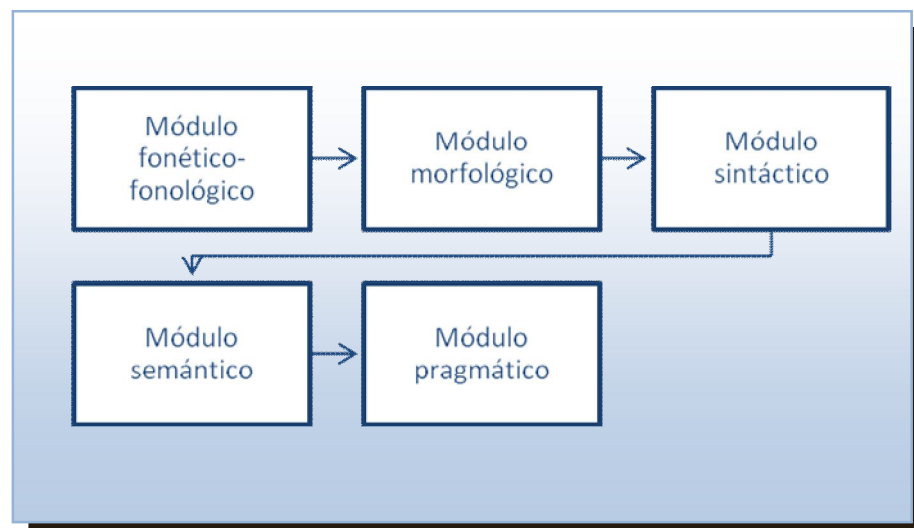 Módulo
fonético-
fonológico
Módulo
morfológico
Módulo
sintáctico
Módulo
semántico
Módulo
pragmático